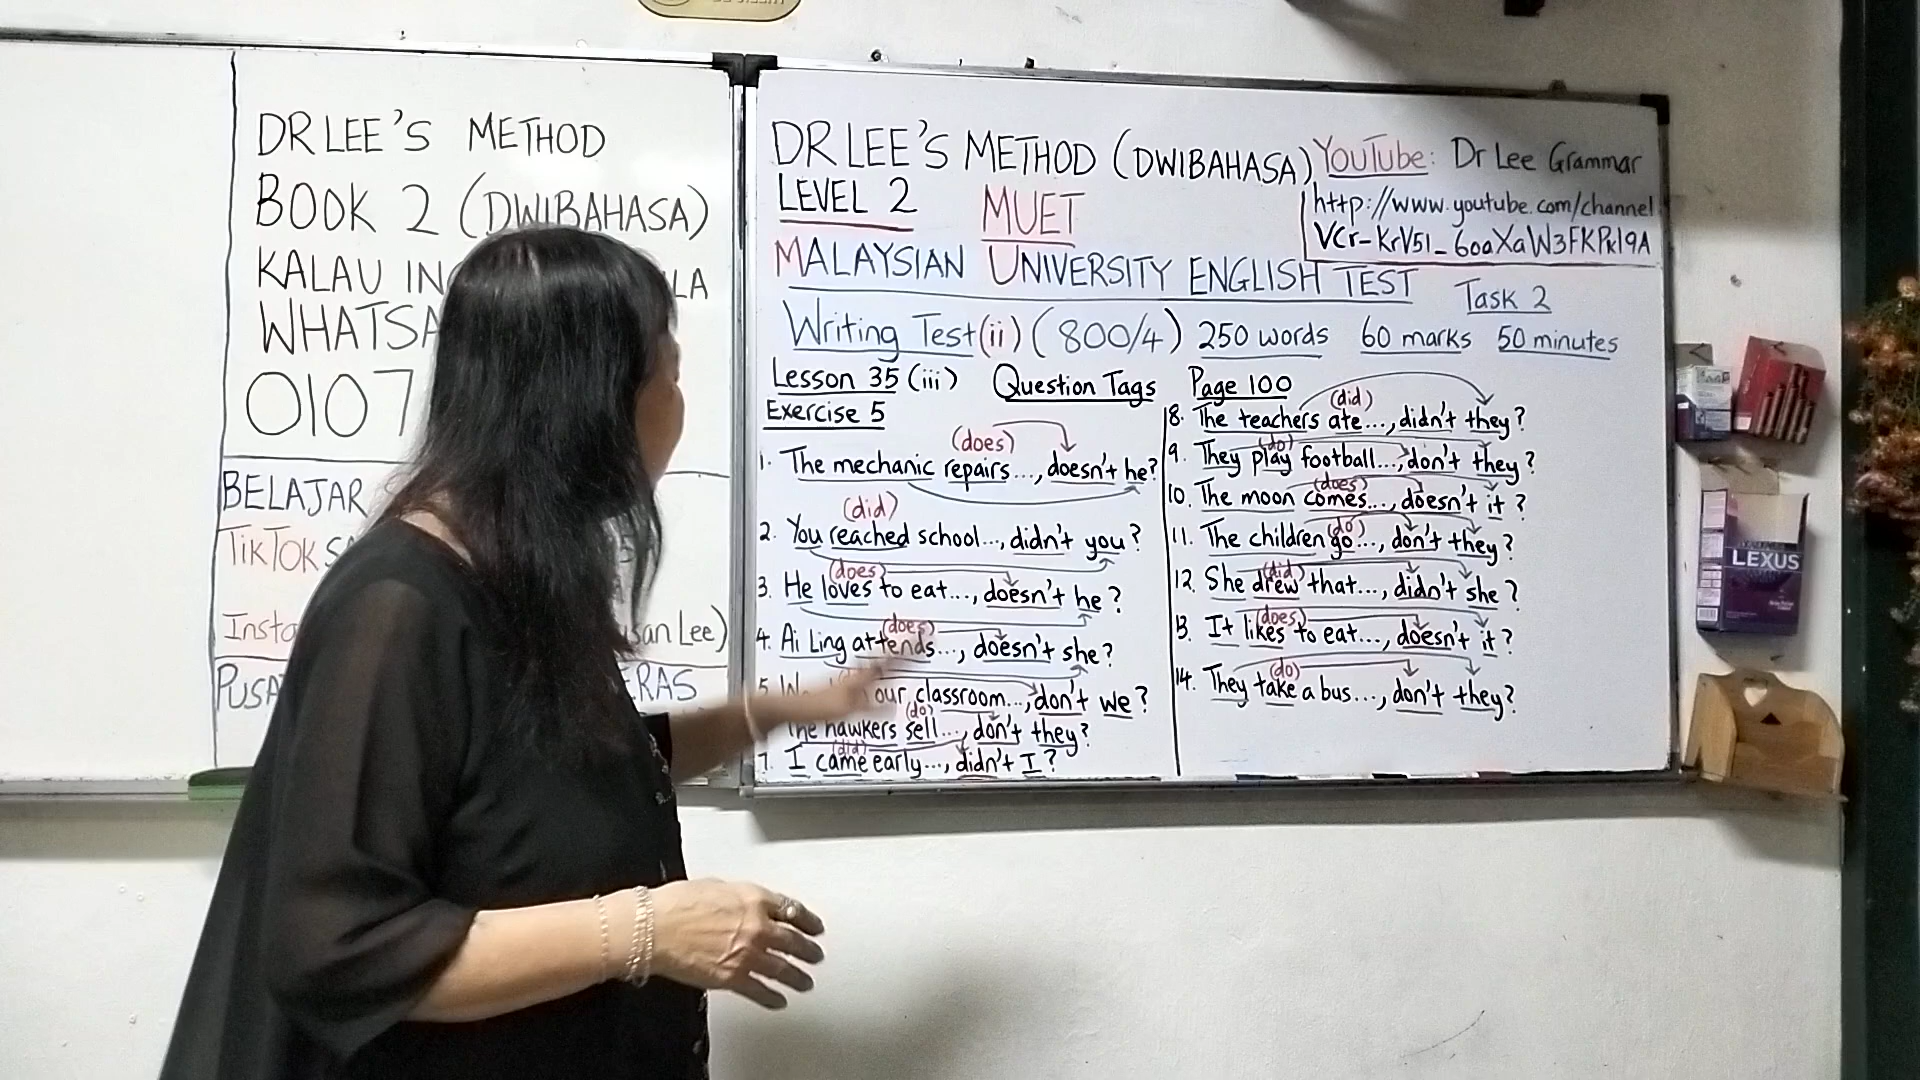 DR LEE'S METHOD
BOOK 2 (DWIBAHASA)
KALAU
LA
WHATSA
0107
BELAJAR
TikTok
Insta
san Lee)
PUSA
ERAS
DR LEE'S METHOD (DWIBAHASA)
LEVEL 2 MUET
YouTube: Dr Lee Grammar
http://www.youtube.com/channel
VCr-KrV51_6oaXaW3FKPkl9A
MALAYSIAN UNIVERSITY ENGLISH TEST
Task 2
Writing Test (ii) (800/4) 250 words 60 marks 50 minutes
Lesson 35 (iii) Question Tags Page 100
Exercise 5
(does)
1. The mechanic repairs..., doesn't he?
(did)
2. You reached school..., didn't you?
(does)
3. He loves to eat..., doesn't he?
(does)
4. Ai Ling attends..., doesn't she?
5. our classroom..., don't we?
(do)
The hawkers sell..., don't they?
(did)
7. I came early..., didn't I?
(did)
8. The teachers ate..., didn't they?
(do)
9. They play football..., don't they?
(does)
10. The moon comes..., doesn't it?
(do)
11. The children go..., don't they?
(did)
12. She drew that..., didn't she?
(does)
13. It likes to eat..., doesn't it?
(do)
14. They take a bus..., don't they?
LEXUS